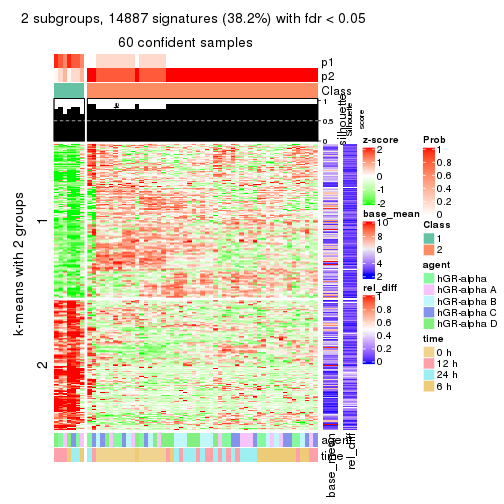 2 subgroups, 14887 signatures (38.2%) with fdr < 0.05
60 confident samples
p1
p2
Class
1
0.5
0
silhouette
Silhouette
score
k-means with 2 groups
1
2
agent
time
base_mean
rel_diff
z-score
2
1
0
-1
-2
base_mean
10
8
6
4
2
rel_diff
1
0.8
0.6
0.4
0.2
0
Prob
1
0.8
0.6
0.4
0.2
0
Class
1
2
agent
hGR-alpha
hGR-alpha A
hGR-alpha B
hGR-alpha C
hGR-alpha D
time
0 h
12 h
24 h
6 h